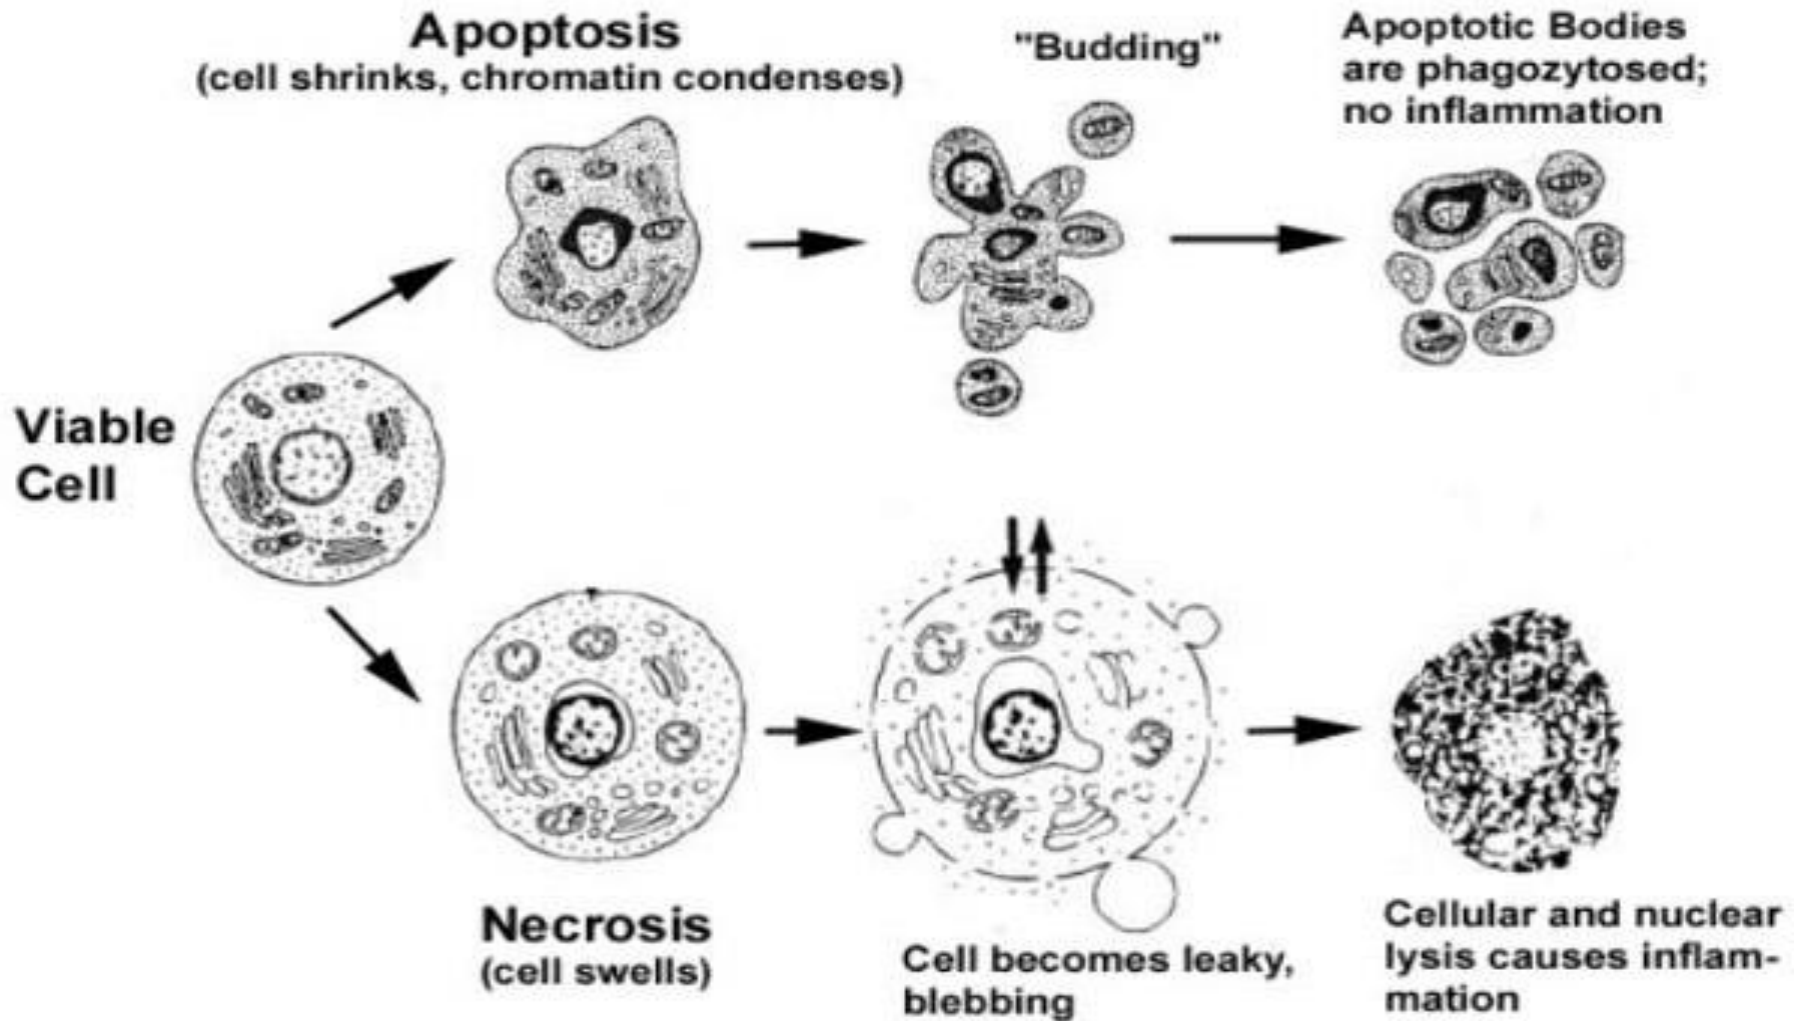 Apoptosis
(cell shrinks, chromatin condenses)
"Budding"
Apoptotic Bodies
are phagozytosed;
no inflammation
Viable
Cell
Necrosis
(cell swells)
Cell becomes leaky,
blebbing
Cellular and nuclear
lysis causes inflam-
mation